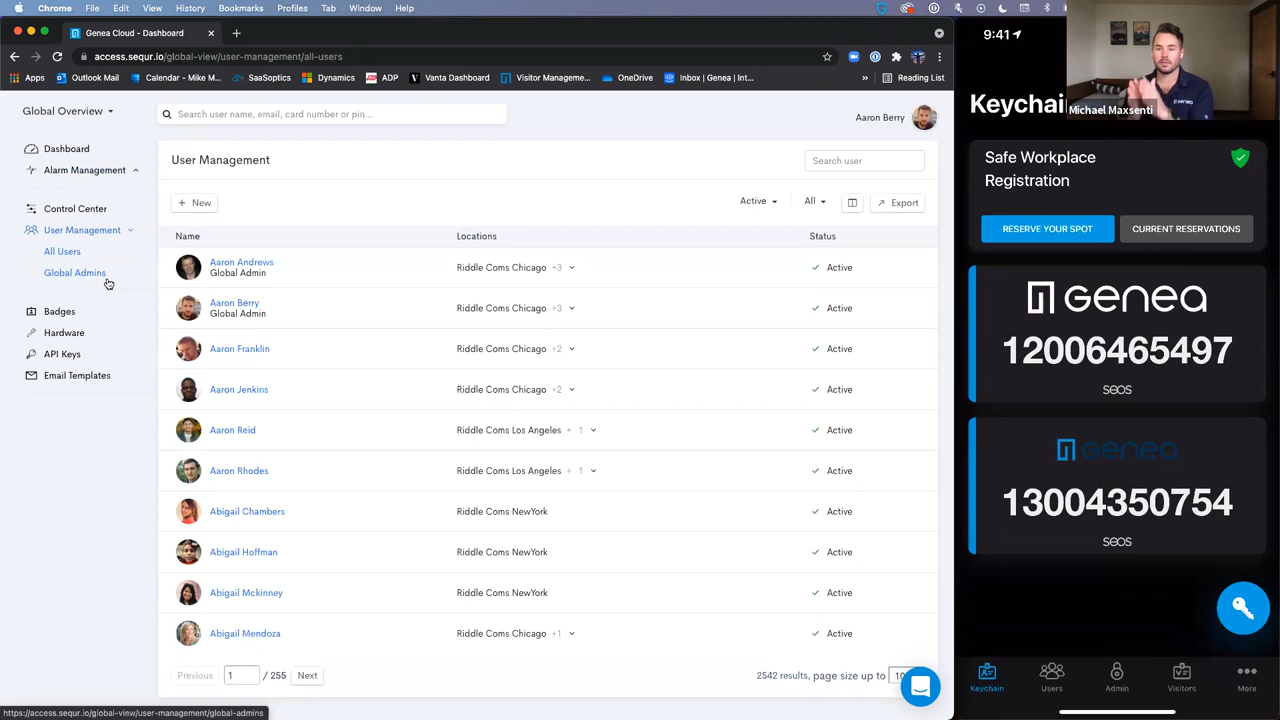 Chrome File Edit View History Bookmarks Profiles Tab Window Help
Genea Cloud - Dashboard
access.sequr.io/global-view/user-management/all-users
Apps Outlook Mail Calendar - Mike M... SaaSoptics Dynamics ADP Vanta Dashboard Visitor Manageme... OneDrive Inbox | Genea | Int... » Reading List
Global Overview
Search user name, email, card number or pin...
Aaron Berry
Dashboard
Alarm Management
Control Center
User Management
All Users
Global Admins
Badges
Hardware
API Keys
Email Templates
User Management
Search user
+ New
Active
All
Export
Name Locations Status
Aaron Andrews Riddle Coms Chicago +3 Active
Global Admin
Aaron Berry Riddle Coms Chicago +3 Active
Global Admin
Aaron Franklin Riddle Coms Chicago +2 Active
Aaron Jenkins Riddle Coms Chicago +2 Active
Aaron Reid Riddle Coms Los Angeles + 1 Active
Aaron Rhodes Riddle Coms Los Angeles + 1 Active
Abigail Chambers Riddle Coms NewYork Active
Abigail Hoffman Riddle Coms NewYork Active
Abigail Mckinney Riddle Coms NewYork Active
Abigail Mendoza Riddle Coms Chicago +1 Active
Previous 1 / 255 Next
2542 results, page size up to
https://access.sequr.io/global-view/user-management/global-admins
9:41
Michael Maxsenti
genea
Safe Workplace
Registration
RESERVE YOUR SPOT CURRENT RESERVATIONS
Genea
12006465497
seos
Genea
13004350754
seos
Keychain Users Admin Visitors More